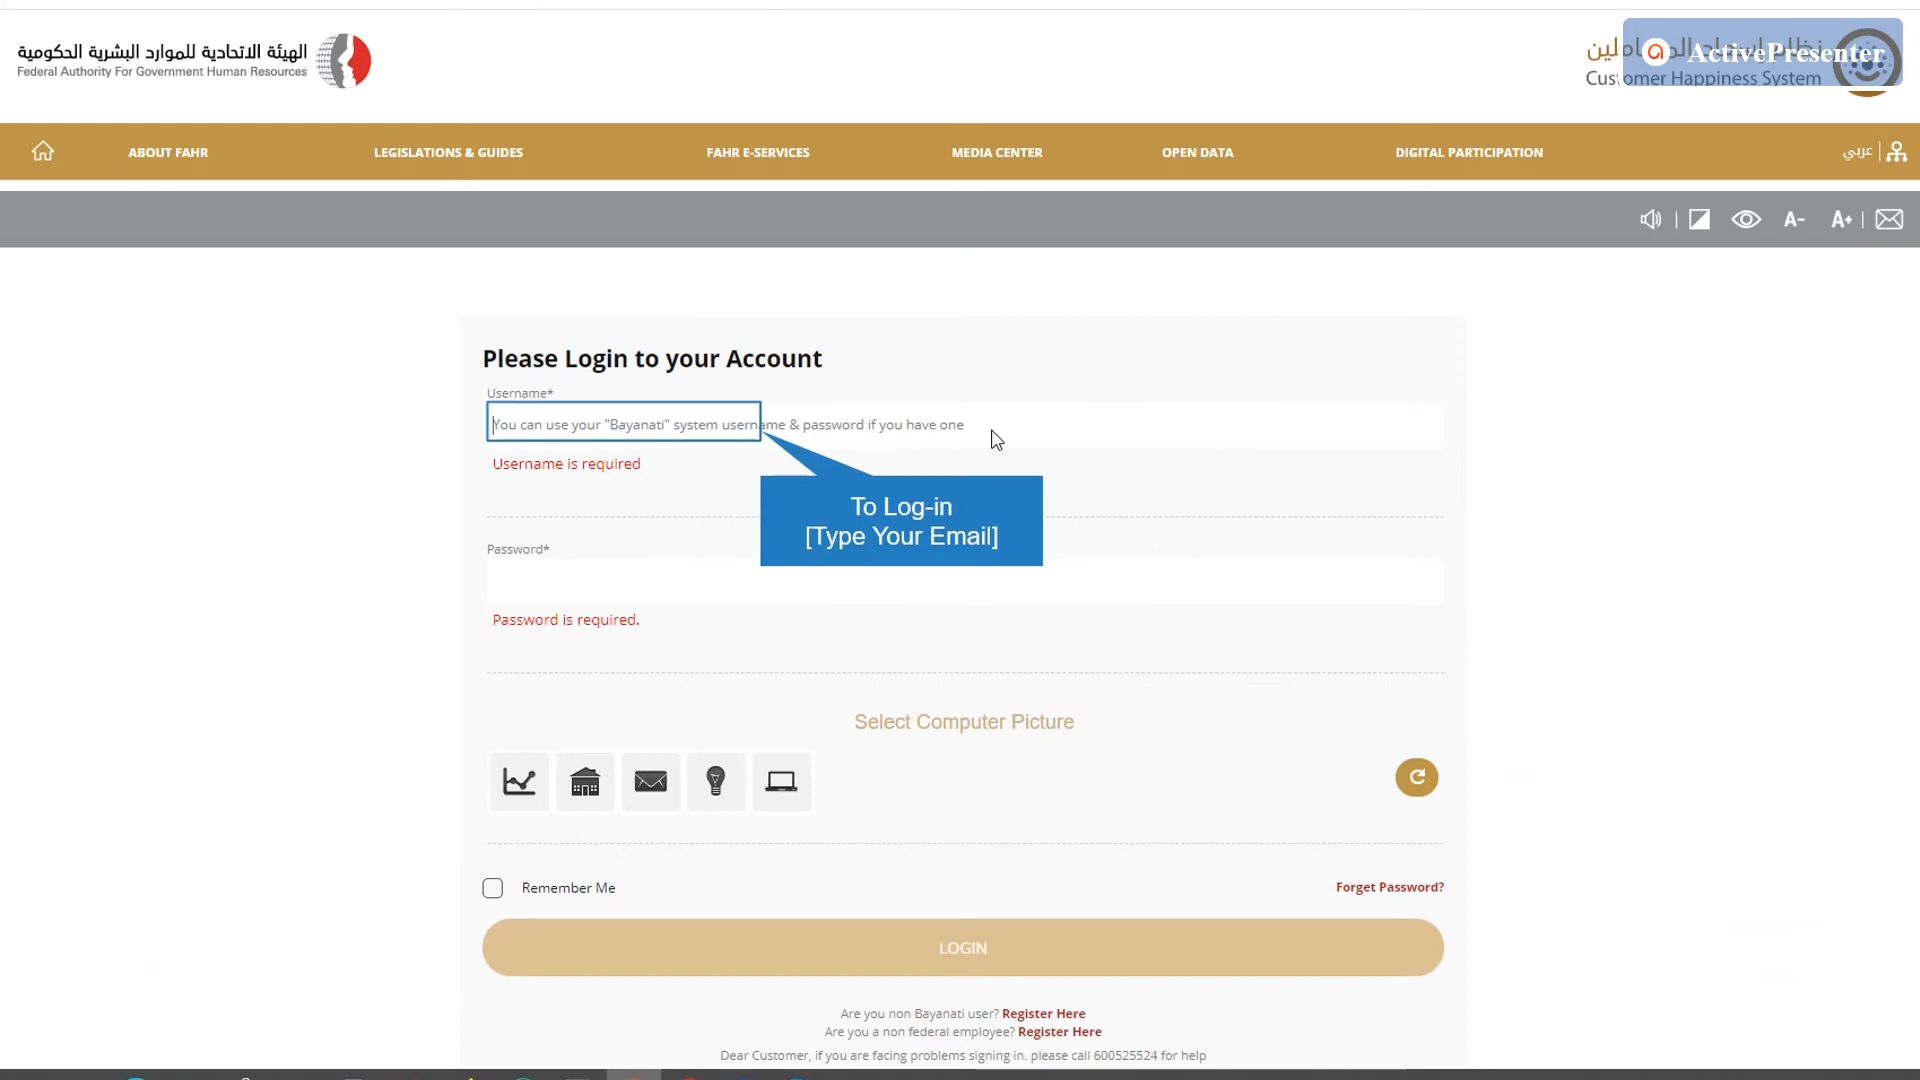 الهيئة الاتحادية للموارد البشرية الحكومية
Federal Authority For Government Human Resources
ActivePresenter
Customer Happiness System
ABOUT FAHR
LEGISLATIONS & GUIDES
FAHR E-SERVICES
MEDIA CENTER
OPEN DATA
DIGITAL PARTICIPATION
عربي
A-
A+
Please Login to your Account
Username*
You can use your "Bayanati" system username & password if you have one
Username is required
To Log-in
[Type Your Email]
Password*
Password is required.
Select Computer Picture
Remember Me
Forget Password?
LOGIN
Are you non Bayanati user? Register Here
Are you a non federal employee? Register Here
Dear Customer, if you are facing problems signing in. please call 600525524 for help